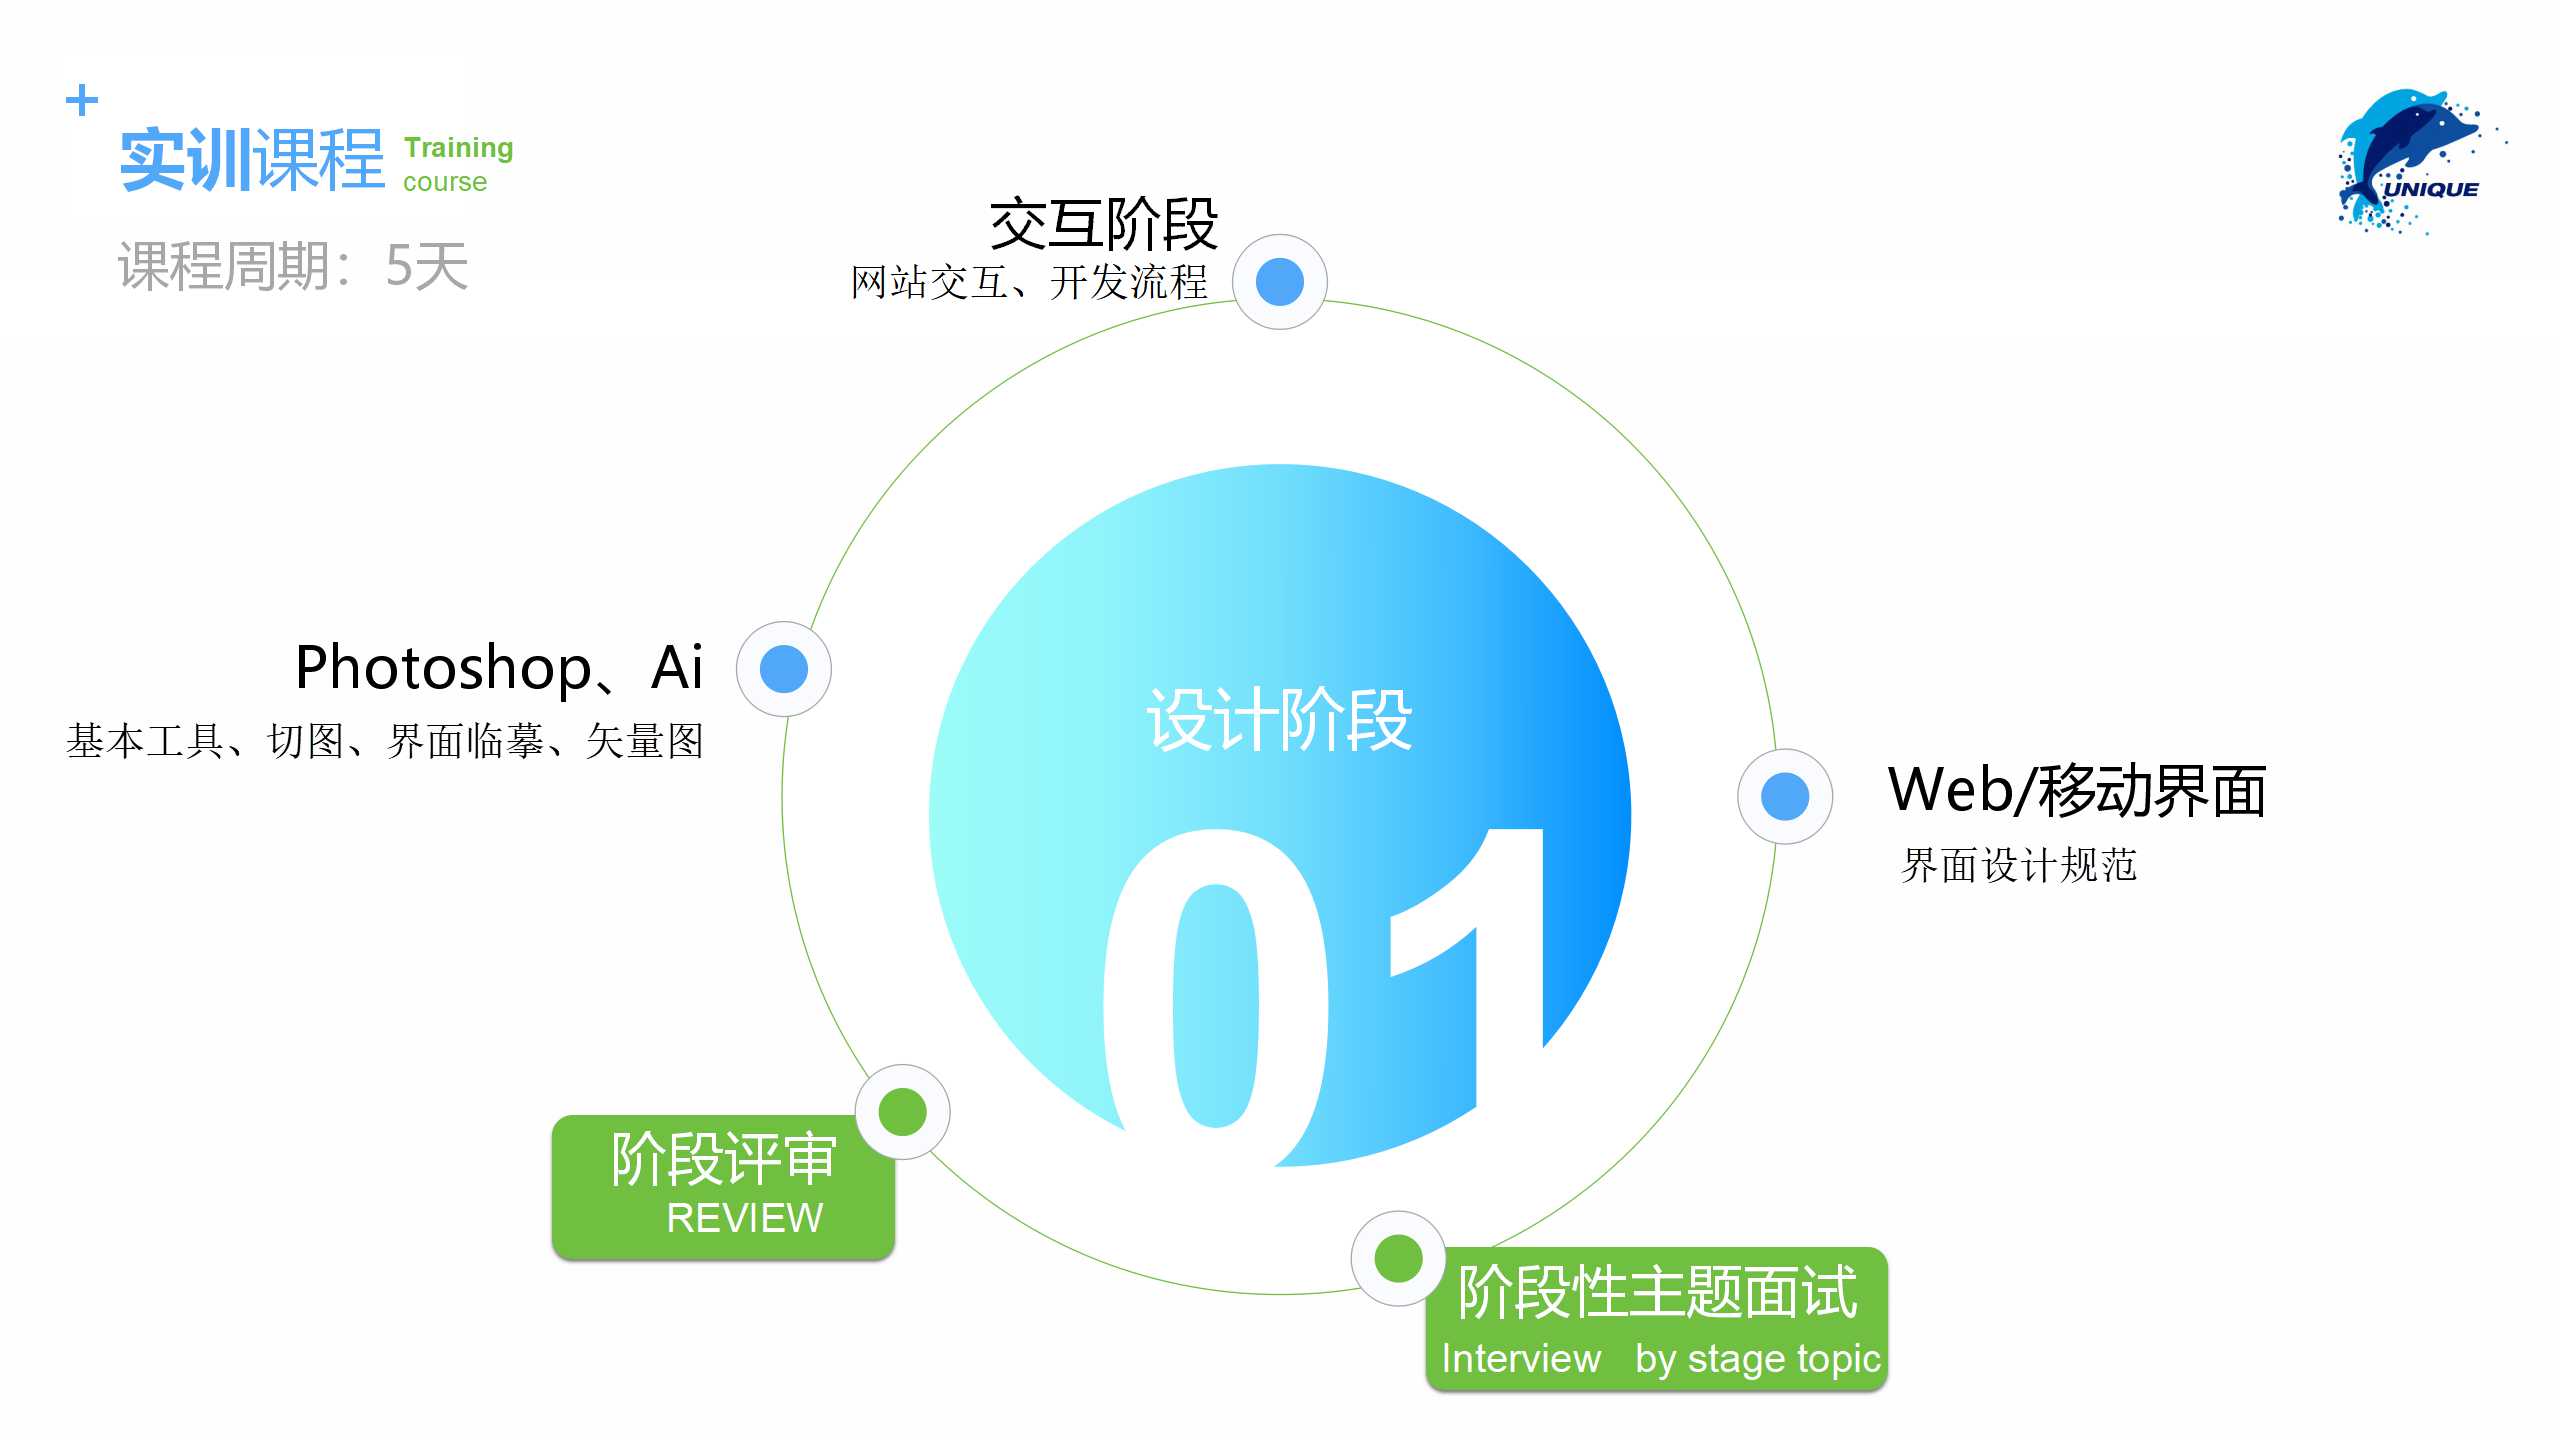 实训课程
Training
course
课程周期：5天
UNIQUE
交互阶段
网站交互、开发流程
Photoshop、Ai
基本工具、切图、界面临摹、矢量图
设计阶段
01
Web/移动界面
界面设计规范
阶段评审
REVIEW
阶段性主题面试
Interview by stage topic